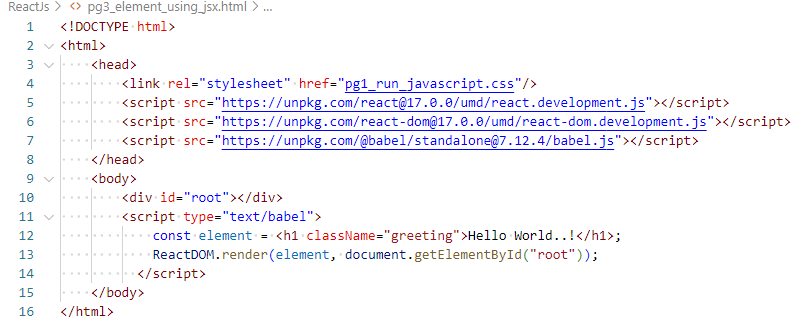 ReactJs > <> pg3_element_using_jsx.html > ...
1 <!DOCTYPE html>
2 <html>
3 <head>
4 <link rel="stylesheet" href="pg1_run_javascript.css"/>
5 <script src="https://unpkg.com/react@17.0.0/umd/react.development.js"></script>
6 <script src="https://unpkg.com/react-dom@17.0.0/umd/react-dom.development.js"></script>
7 <script src="https://unpkg.com/@babel/standalone@7.12.4/babel.js"></script>
8 </head>
9 <body>
10 <div id="root"></div>
11 <script type="text/babel">
12 const element = <h1 className="greeting">Hello World..!</h1>;
13 ReactDOM.render(element, document.getElementById("root"));
14 </script>
15 </body>
16 </html>